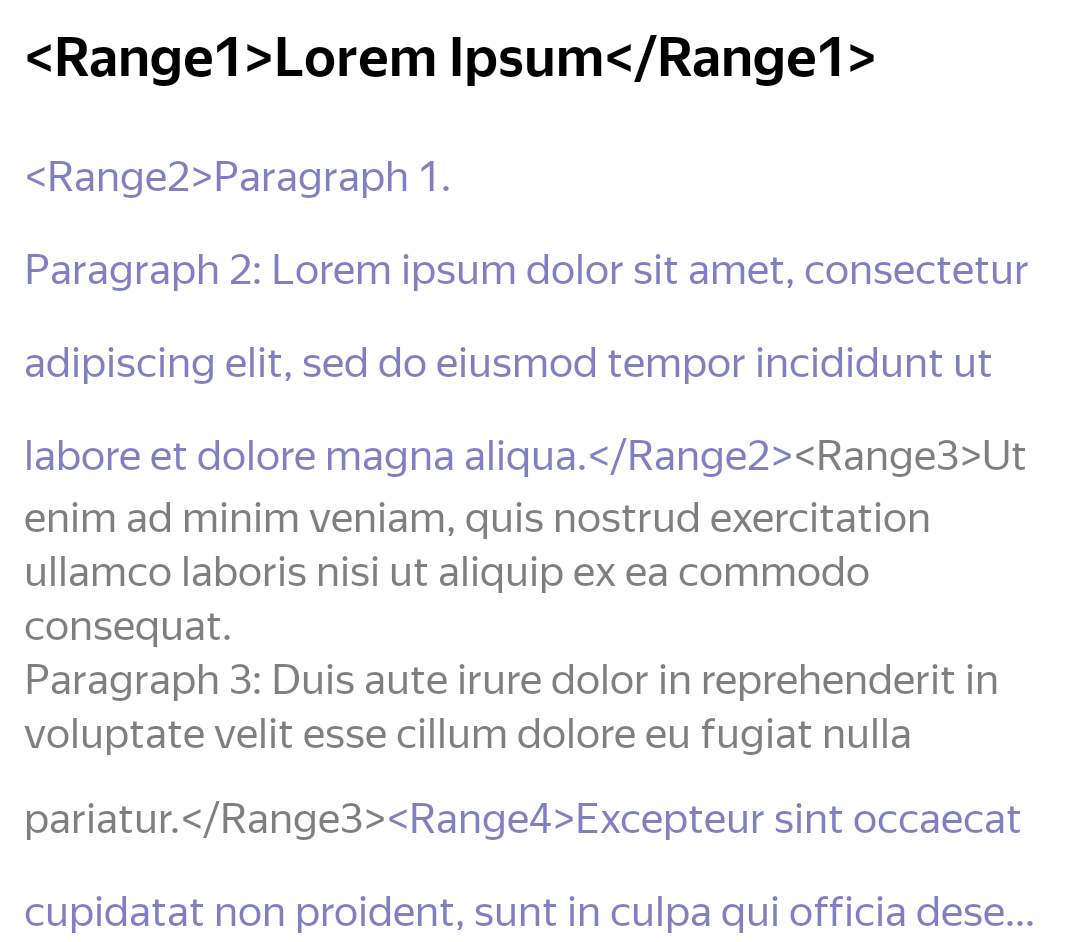 <Range1>Lorem Ipsum</Range1>
<Range2>Paragraph 1.
Paragraph 2: Lorem ipsum dolor sit amet, consectetur
adipiscing elit, sed do eiusmod tempor incididunt ut
labore et dolore magna aliqua.</Range2><Range3>Ut
enim ad minim veniam, quis nostrud exercitation
ullamco laboris nisi ut aliquip ex ea commodo
consequat.
Paragraph 3: Duis aute irure dolor in reprehenderit in
voluptate velit esse cillum dolore eu fugiat nulla
pariatur.</Range3><Range4>Excepteur sint occaecat
cupidatat non proident, sunt in culpa qui officia dese...